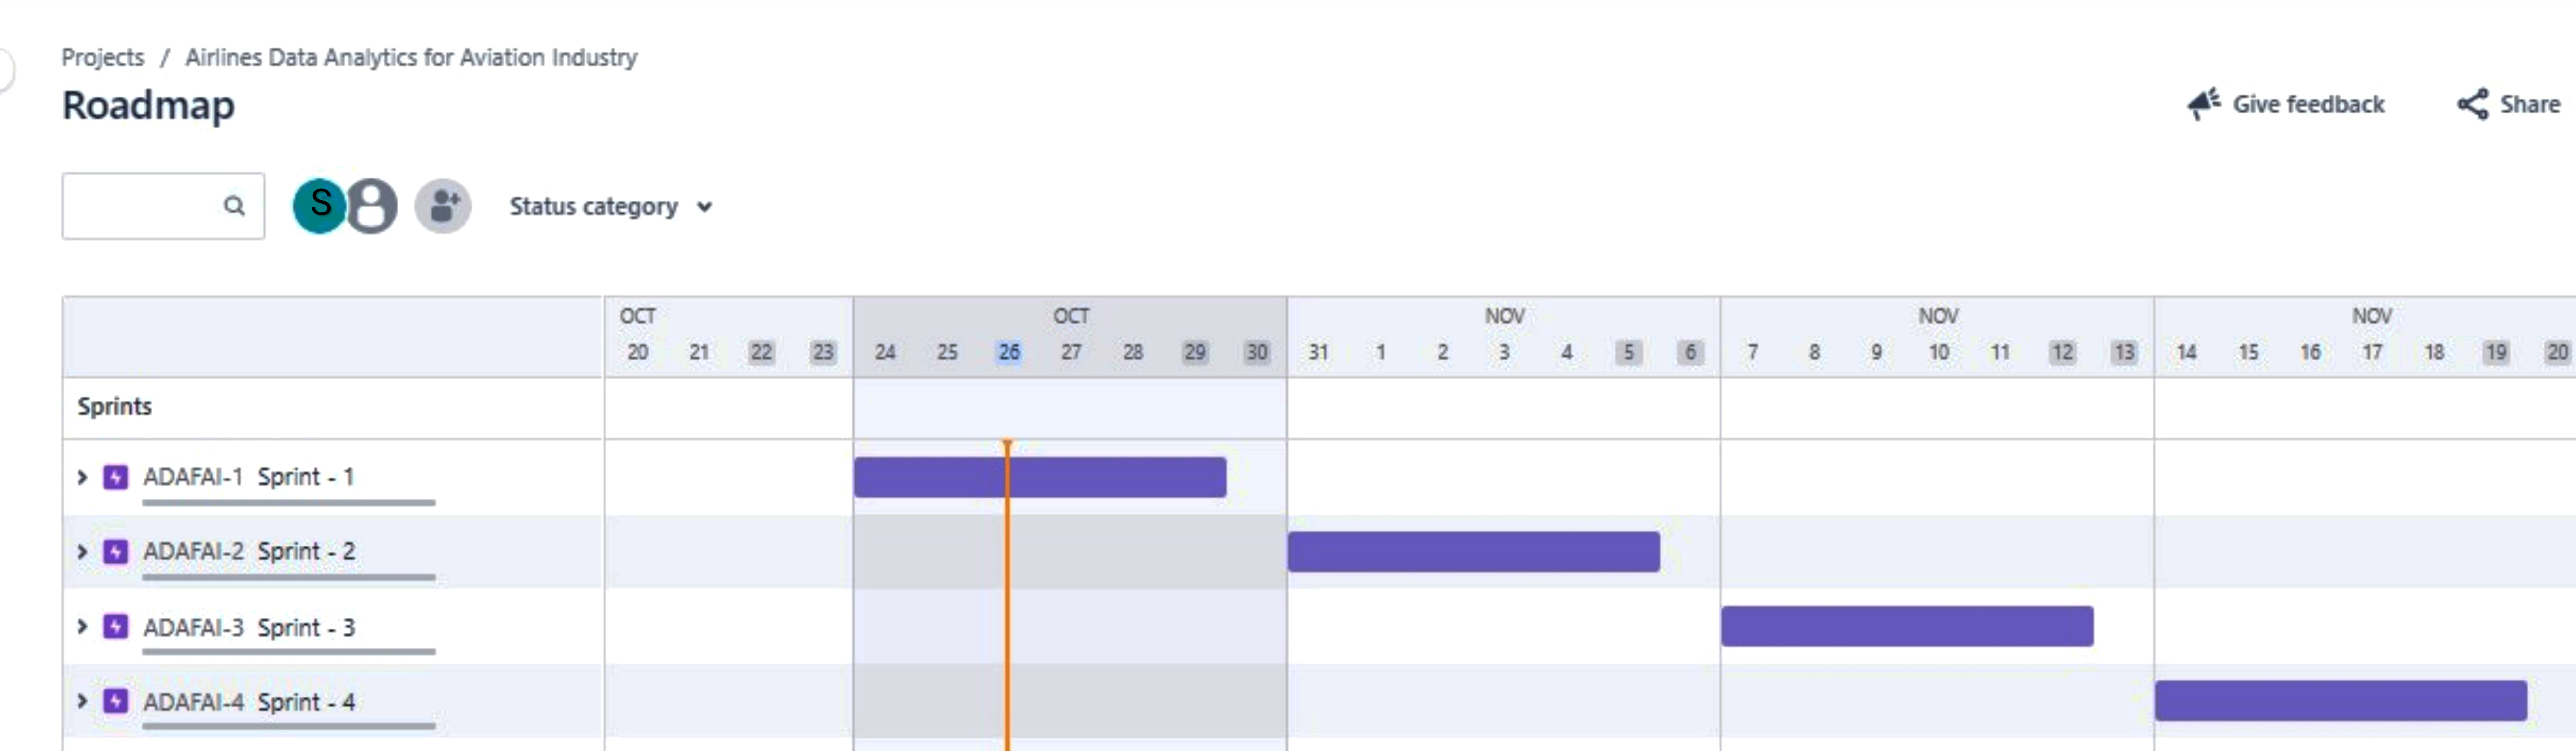 Projects / Airlines Data Analytics for Aviation Industry
Roadmap
Give feedback Share
S Status category
OCT OCT NOV NOV NOV
20 21 22 23 24 25 26 27 28 29 30 31 1 2 3 4 5 6 7 8 9 10 11 12 13 14 15 16 17 18 19 20
Sprints
ADAFAI-1 Sprint - 1
ADAFAI-2 Sprint - 2
ADAFAI-3 Sprint - 3
ADAFAI-4 Sprint - 4